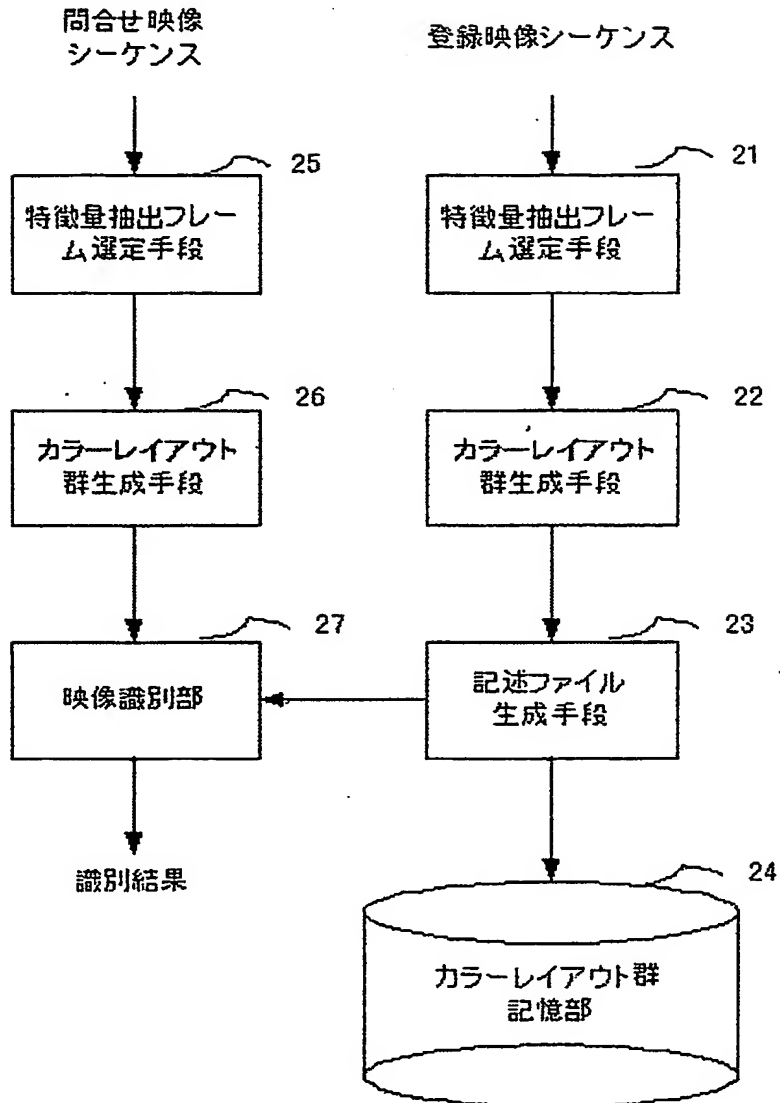 問合せ映像
シーケンス
登録映像シーケンス
25
21
特徴量抽出フレー
ム選定手段
特徴量抽出フレー
ム選定手段
26
22
カラーレイアウト
群生成手段
カラーレイアウト
群生成手段
27
23
映像識別部
記述ファイル
生成手段
識別結果
24
カラーレイアウト群
記憶部